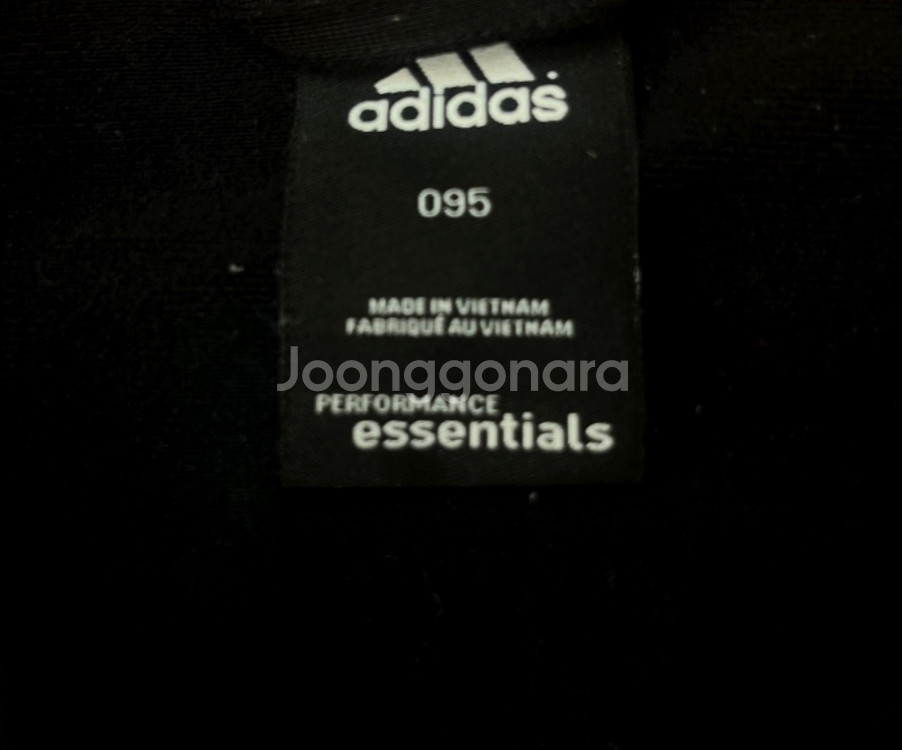 adidas
095
MADE IN VIETNAM
FABRIQUÉ AU VIETNAM
Joonggonara
PERFORMANCE
essentials